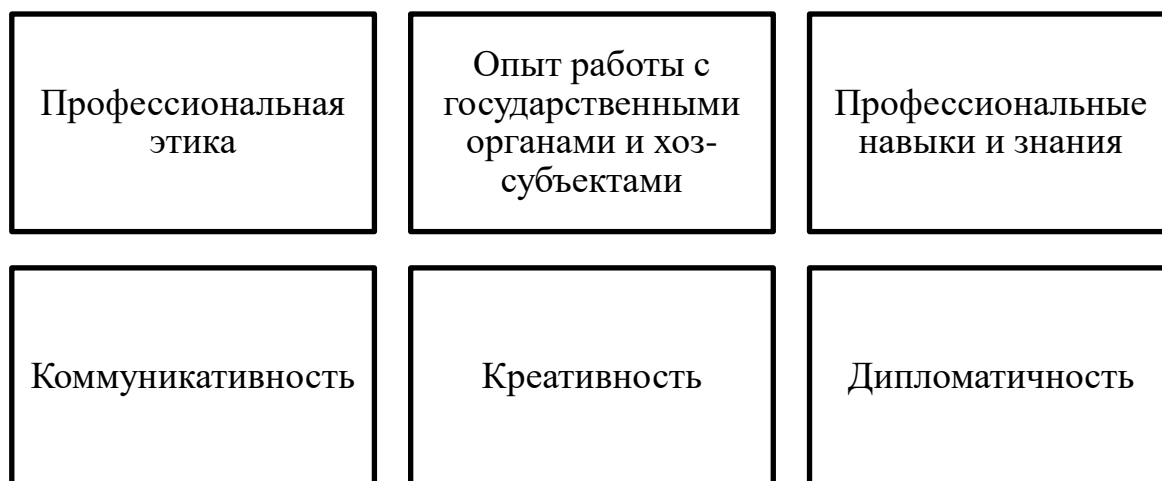 Профессиональная
этика
Опыт работы с
государственными
органами и хоз-
субъектами
Профессиональные
навыки и знания
Коммуникативность
Креативность
Дипломатичность